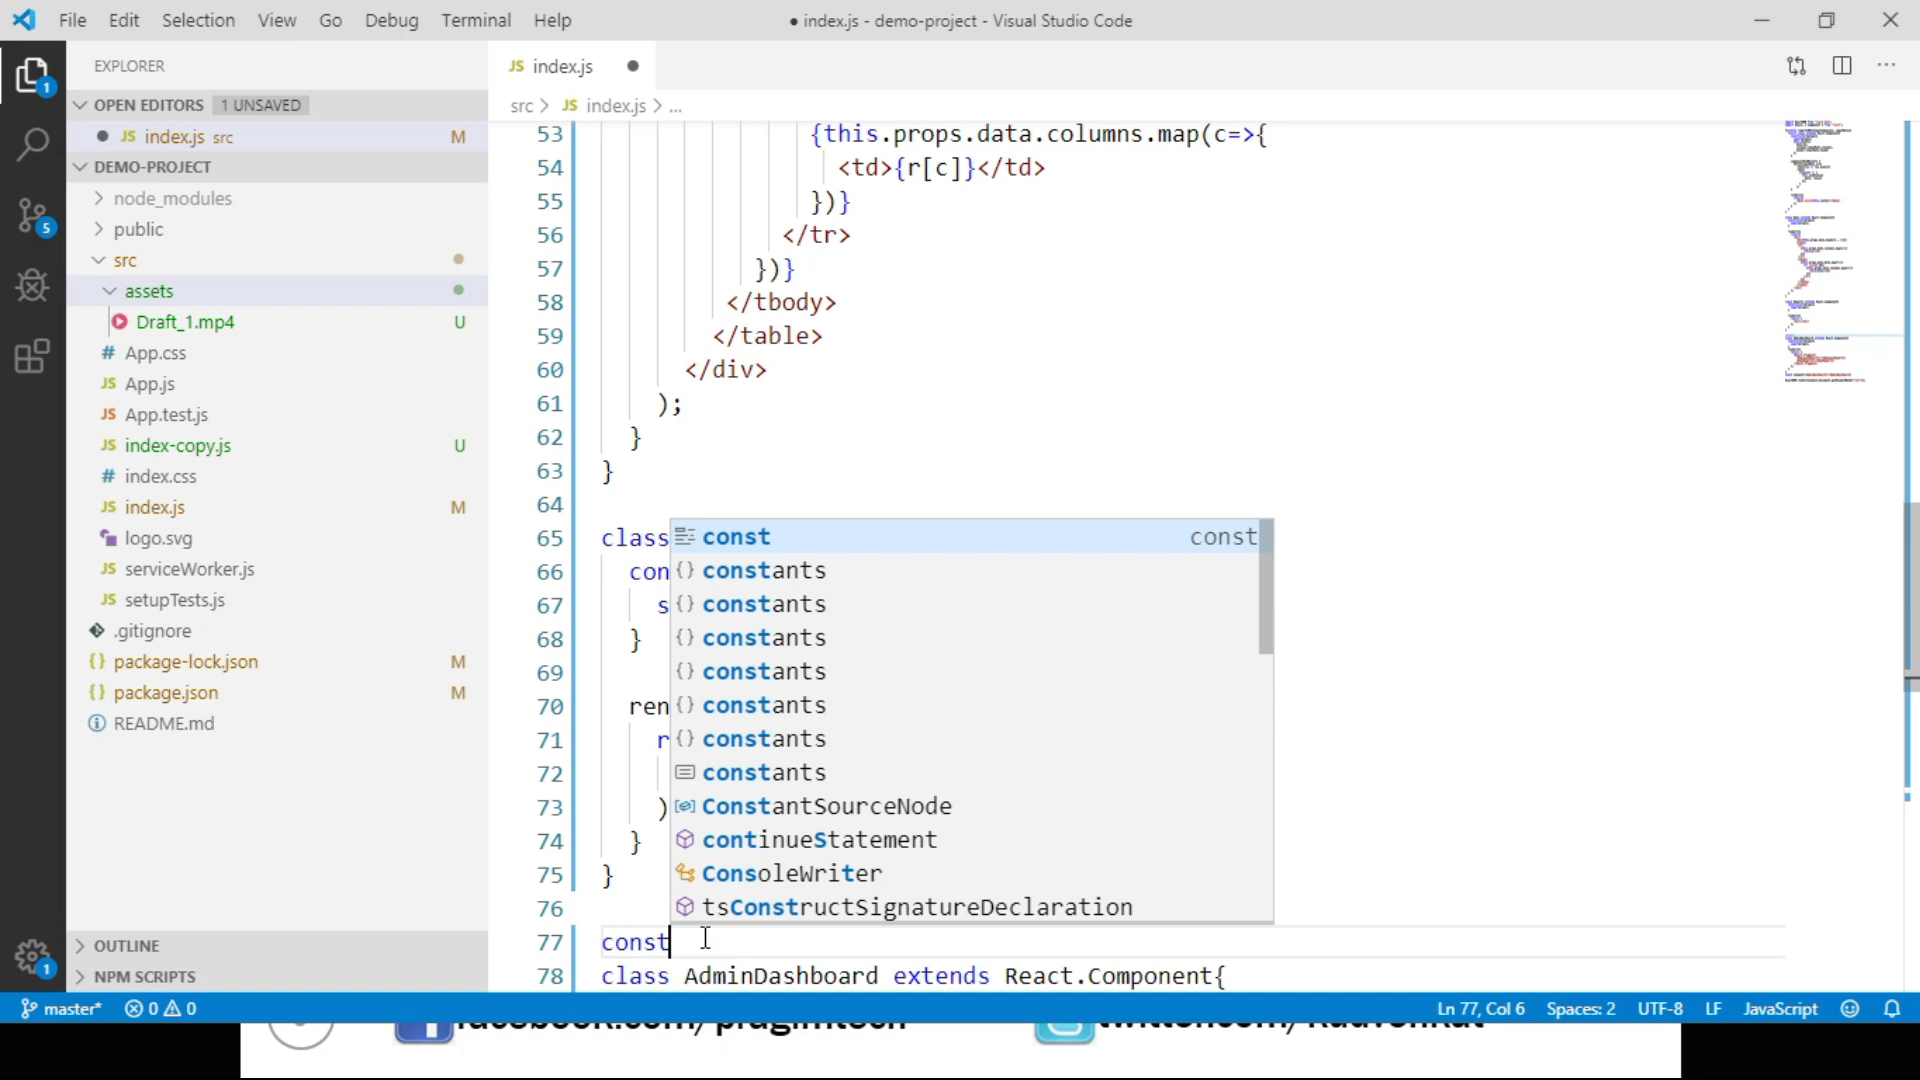 File Edit Selection View Go Debug Terminal Help
● index.js - demo-project - Visual Studio Code
EXPLORER
OPEN EDITORS 1 UNSAVED
index.js src M
DEMO-PROJECT
node_modules
public
src
assets
Draft_1.mp4 U
App.css
App.js
App.test.js
index-copy.js U
index.css
index.js M
logo.svg
serviceWorker.js
setupTests.js
.gitignore
package-lock.json M
package.json M
README.md
OUTLINE
NPM SCRIPTS
1
5
1
JS index.js
src > JS index.js > ...
53 {this.props.data.columns.map(c=>{
54 <td>{r[c]}</td>
55 })}
56 </tr>
57 })}
58 </tbody>
59 </table>
60 </div>
61 );
62 }
63 }
64
65 class
66 con
67 s
68 }
69
70 ren
71 r
72
73 )
74 }
75 }
76
77 const
78 class AdminDashboard extends React.Component{
const const
constants
constants
constants
constants
constants
constants
constants
ConstantSourceNode
continueStatement
ConsoleWriter
tsConstructSignatureDeclaration
master* 0 0
Ln 77, Col 6 Spaces: 2 UTF-8 LF JavaScript